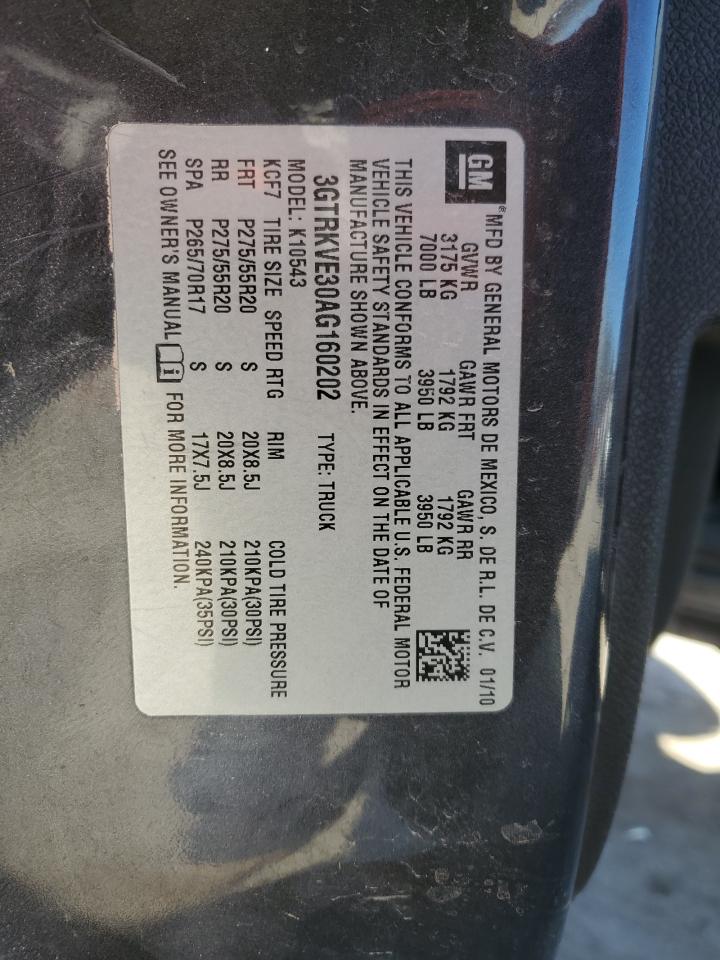 GM
®MFD BY GENERAL MOTORS DE MEXICO, S. DE R.L. DE C.V. 01/10
GVWR GAWR FRT GAWR RR
3175 KG 1792 KG 1792 KG
7000 LB 3950 LB 3950 LB
THIS VEHICLE CONFORMS TO ALL APPLICABLE U.S. FEDERAL MOTOR
VEHICLE SAFETY STANDARDS IN EFFECT ON THE DATE OF
MANUFACTURE SHOWN ABOVE.
3GTRKVE30AG160202 TYPE: TRUCK
MODEL: K10543
KCF7 TIRE SIZE SPEED RTG RIM COLD TIRE PRESSURE
FRT P275/55R20 S 20X8.5J 210KPA(30PSI)
RR P275/55R20 S 20X8.5J 210KPA(30PSI)
SPA P265/70R17 S 17X7.5J 240KPA(35PSI)
SEE OWNER'S MANUAL FOR MORE INFORMATION.